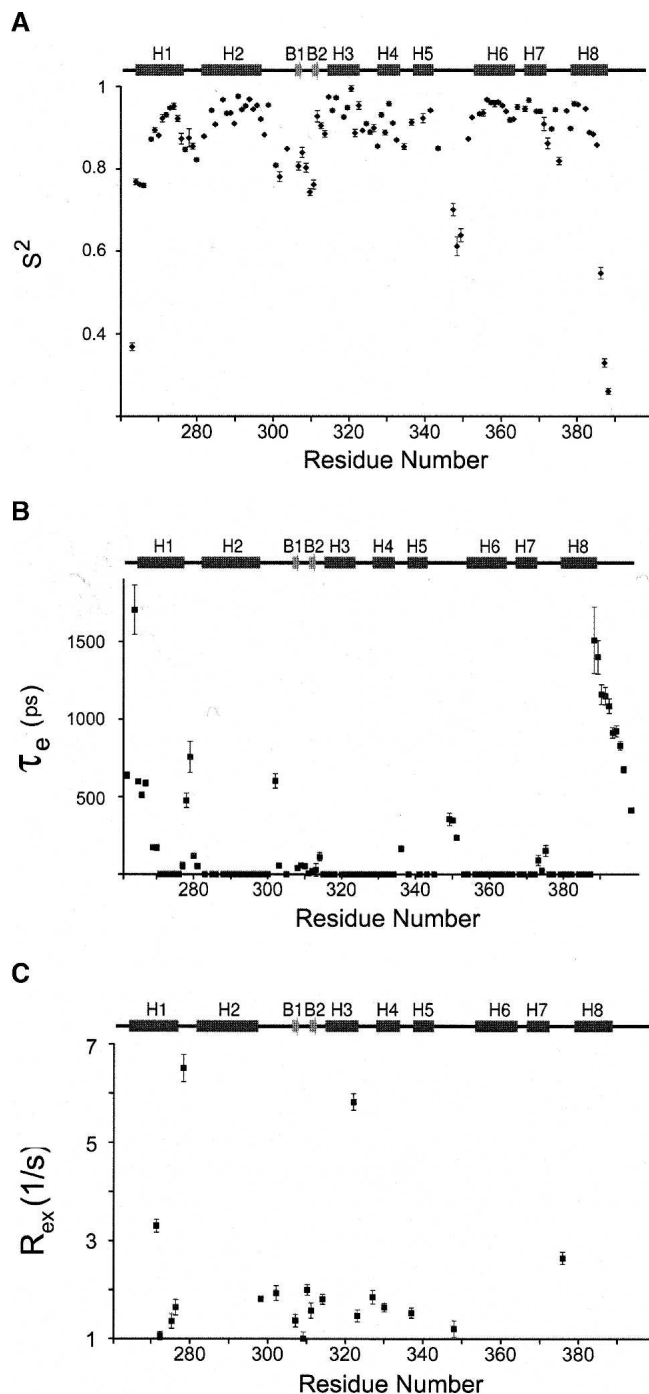 A
H1 H2 B1 B2 H3 H4 H5 H6 H7 H8
1
0.8
0.6
0.4
S²
280 300 320 340 360 380
Residue Number
B
H1 H2 B1 B2 H3 H4 H5 H6 H7 H8
1500
1000
500
τe (ps)
280 300 320 340 360 380
Residue Number
C
H1 H2 B1 B2 H3 H4 H5 H6 H7 H8
7
5
3
1
Rex (1/s)
280 300 320 340 360 380
Residue Number